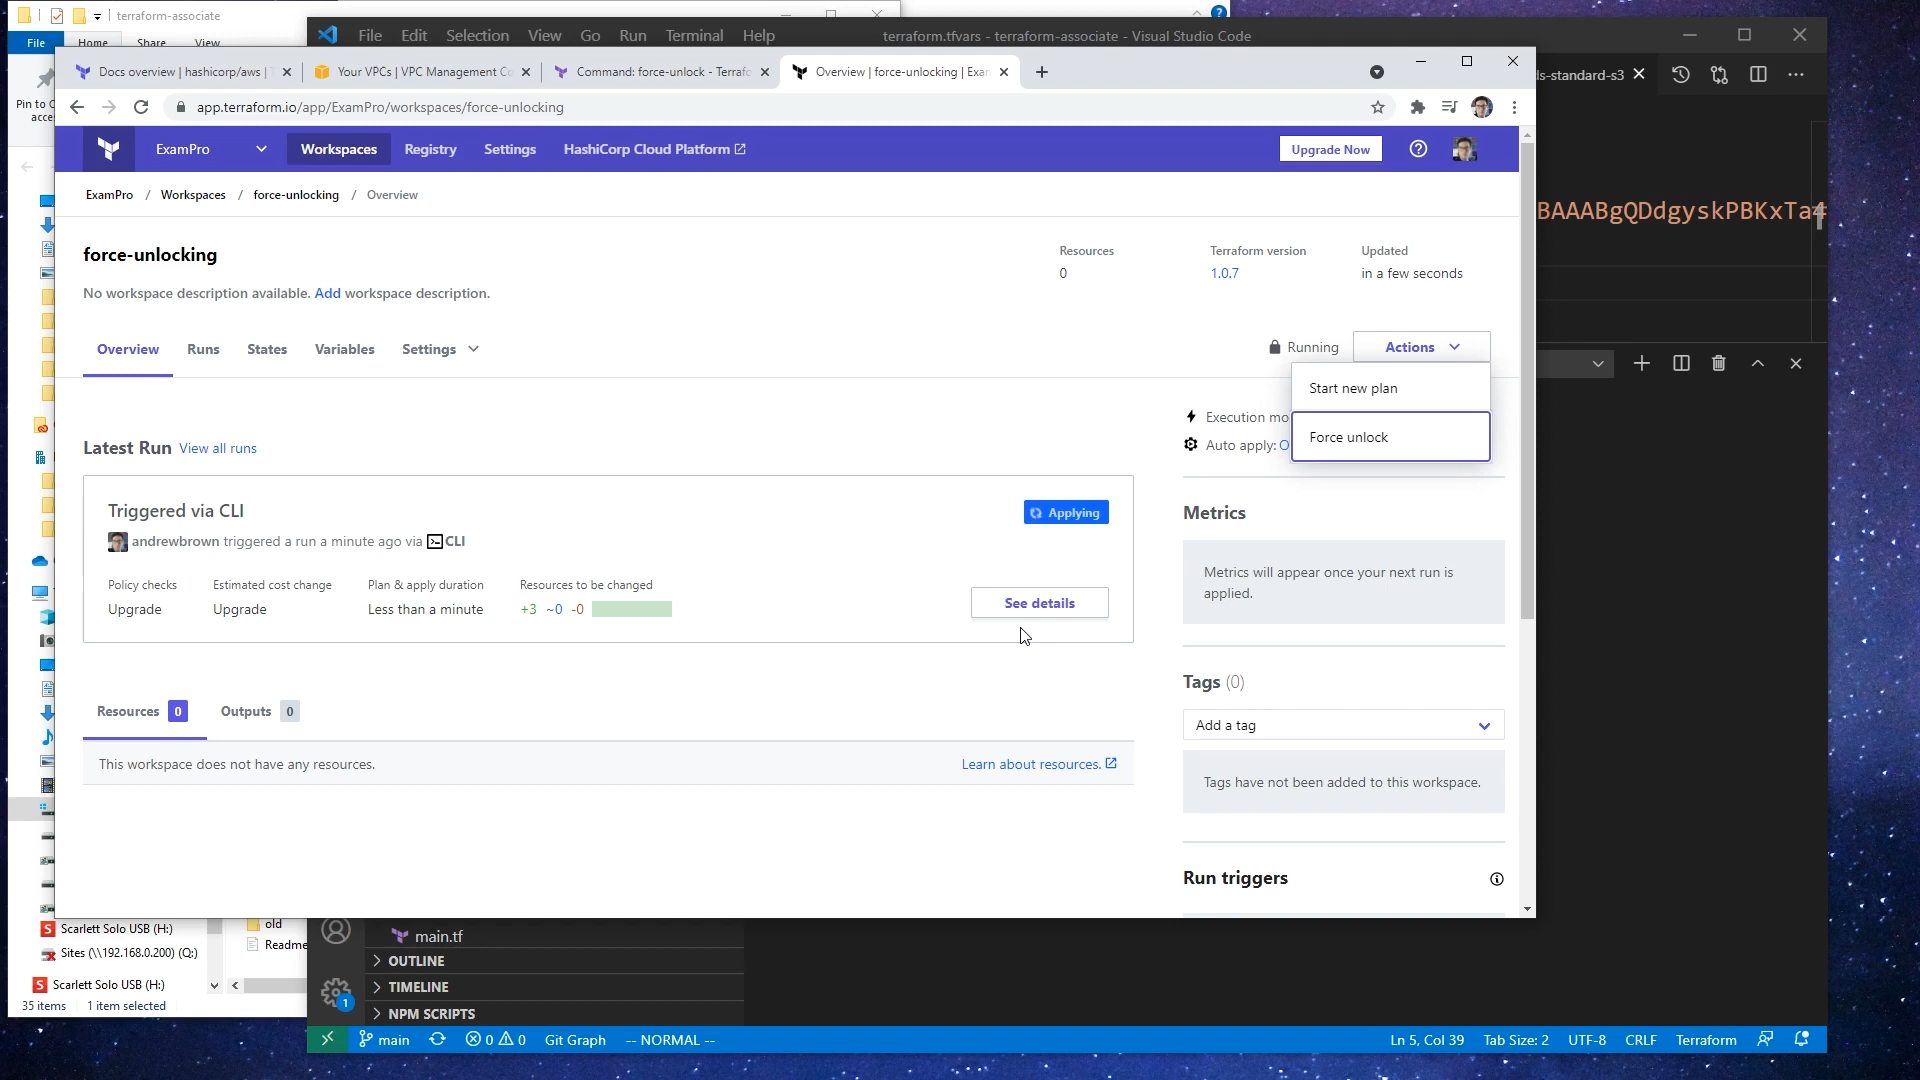 terraform-associate
File Home Share View
Pin to
File Edit Selection View Go Run Terminal Help
terraform.tfvars - terraform-associate - Visual Studio Code
Docs overview | hashicorp/aws |
Your VPCs | VPC Management
Command: force-unlock - Terraf
Overview | force-unlocking | Exam
ls-standard-s3
app.terraform.io/app/ExamPro/workspaces/force-unlocking
ExamPro Workspaces Registry Settings HashiCorp Cloud Platform
Upgrade Now
ExamPro / Workspaces / force-unlocking / Overview
BAAABgQDdgyskPBKxTa
force-unlocking
No workspace description available. Add workspace description.
Resources
0
Terraform version
1.0.7
Updated
in a few seconds
Overview Runs States Variables Settings
Running
Actions
Start new plan
Force unlock
Execution mo
Auto apply: O
Latest Run View all runs
Triggered via CLI
Applying
andrewbrown triggered a run a minute ago via CLI
Policy checks
Upgrade
Estimated cost change
Upgrade
Plan & apply duration
Less than a minute
Resources to be changed
+3 ~0 -0
See details
Resources 0
Outputs 0
This workspace does not have any resources.
Learn about resources.
Metrics
Metrics will appear once your next run is
applied.
Tags (0)
Add a tag
Tags have not been added to this workspace.
Run triggers
Scarlett Solo USB (H:)
Sites (\\192.168.0.200) (Q:)
Scarlett Solo USB (H:)
35 items 1 item selected
old
Readme
main.tf
OUTLINE
TIMELINE
NPM SCRIPTS
1
main
0 0
Git Graph
-- NORMAL --
Ln 5, Col 39
Tab Size: 2
UTF-8
CRLF
Terraform